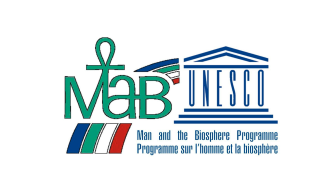 MaB
UNESCO
Man and the Biosphere Programme
Programme sur l'homme et la biosphère